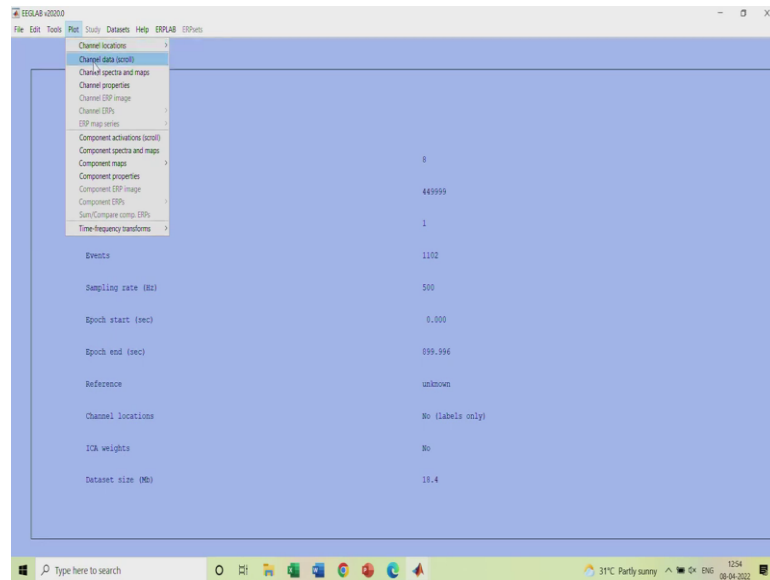 EEGLAB v2020.0
File Edit Tools Plot Study Datasets Help ERPLAB ERPsets
Channel locations >
Channel data (scroll)
Channel spectra and maps
Channel properties
Channel ERP image
Channel ERPs >
ERP map series >
Component activations (scroll)
Component spectra and maps
Component maps >
Component properties
Component ERP image
Component ERPs >
Sum/Compare comp. ERPs
Time-frequency transforms >
8
449999
1
Events 1102
Sampling rate (Hz) 500
Epoch start (sec) 0.000
Epoch end (sec) 899.996
Reference unknown
Channel locations No (labels only)
ICA weights No
Dataset size (Mb) 18.4
Type here to search
31°C Partly sunny ENG 12:54
08-04-2022